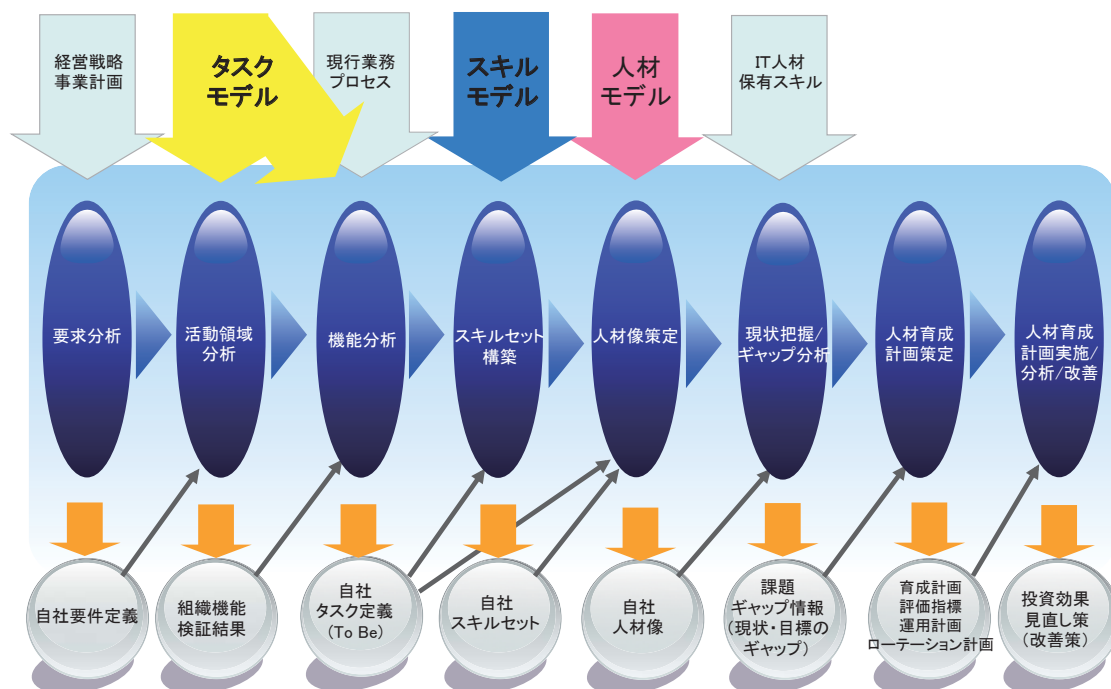 経営戦略
事業計画
タスク
モデル
現行業務
プロセス
スキル
モデル
人材
モデル
IT人材
保有スキル
要求分析
活動領域
分析
機能分析
スキルセット
構築
人材像策定
現状把握/
ギャップ分析
人材育成
計画策定
人材育成
計画実施/
分析/改善
自社要件定義
組織機能
検証結果
自社
タスク定義
(To Be)
自社
スキルセット
自社
人材像
課題
ギャップ情報
(現状・目標の
ギャップ)
育成計画
評価指標
運用計画
ローテーション計画
投資効果
見直し策
(改善策)